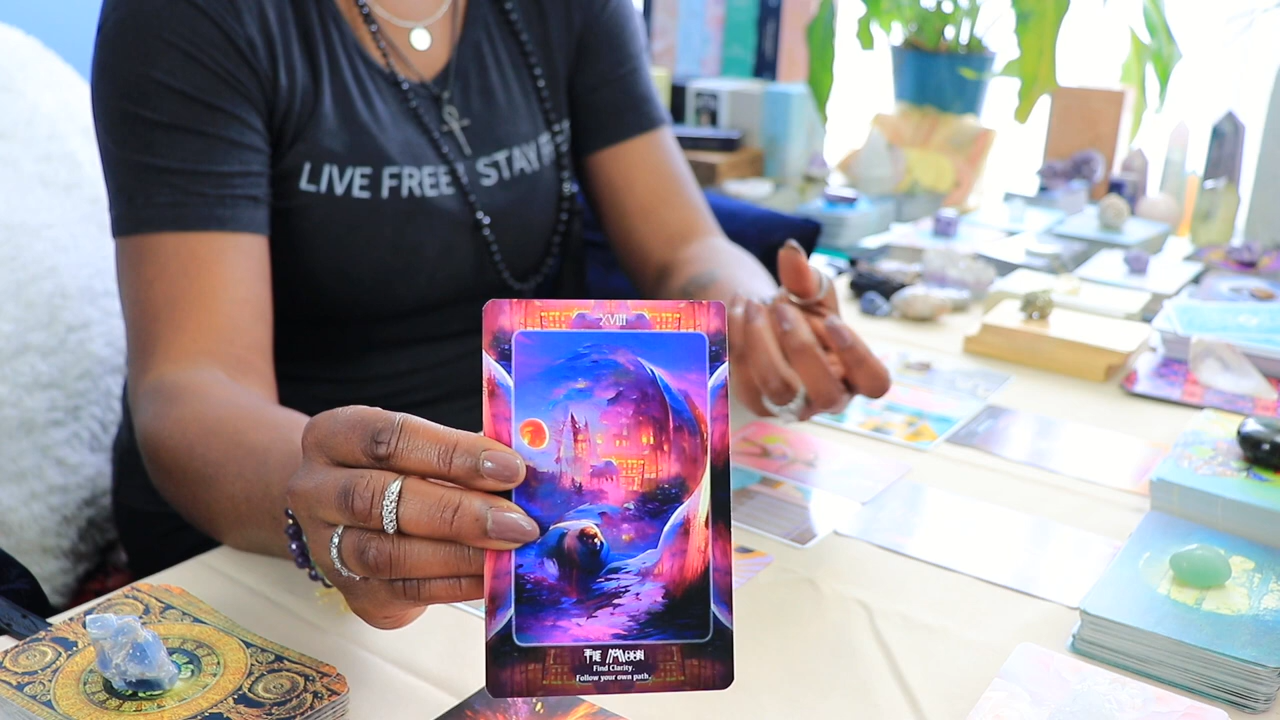 LIVE FREE! STAY
XVIII
THE MOON
Find Clarity.
Follow your own path.